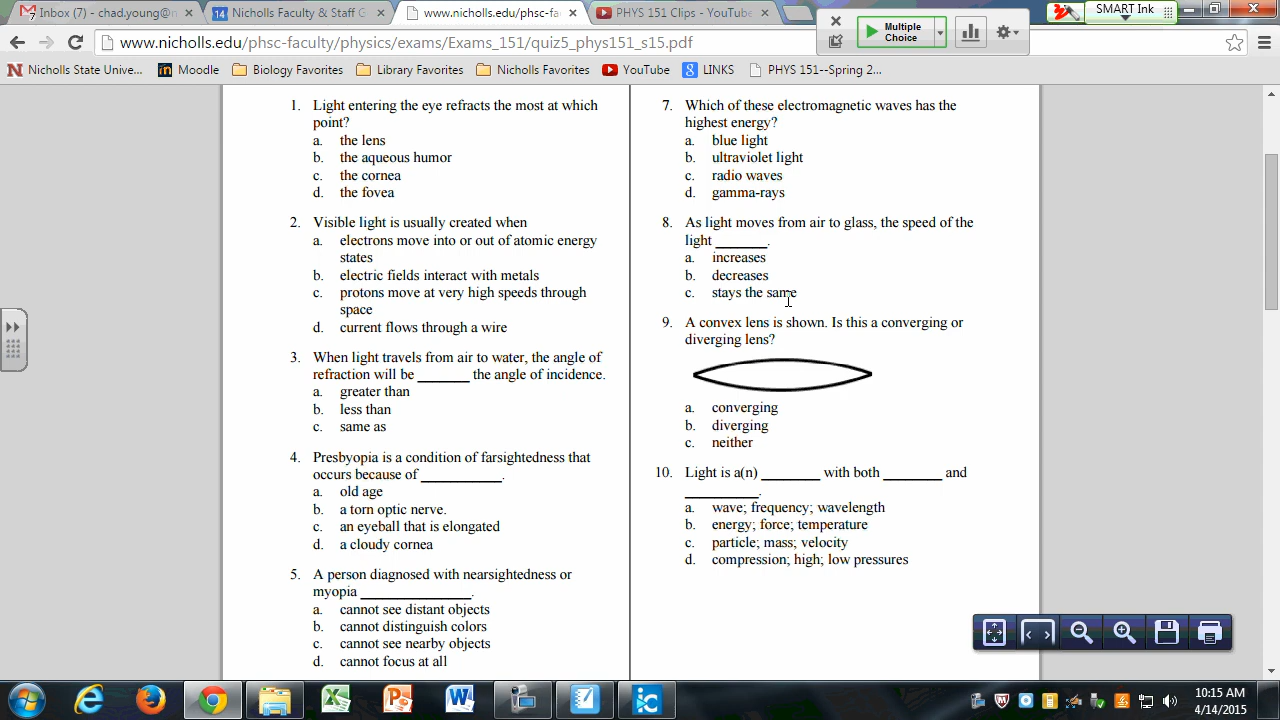 Inbox (7) - chad.young@n
Nicholls Faculty & Staff C
www.nicholls.edu/phsc-fa
PHYS 151 Clips - YouTube
Multiple
Choice
SMART Ink
www.nicholls.edu/phsc-faculty/physics/exams/Exams_151/quiz5_phys151_s15.pdf
Nicholls State Unive...
Moodle
Biology Favorites
Library Favorites
Nicholls Favorites
YouTube
LINKS
PHYS 151--Spring 2...
1. Light entering the eye refracts the most at which
point?
a. the lens
b. the aqueous humor
c. the cornea
d. the fovea
2. Visible light is usually created when
a. electrons move into or out of atomic energy
states
b. electric fields interact with metals
c. protons move at very high speeds through
space
d. current flows through a wire
3. When light travels from air to water, the angle of
refraction will be _______ the angle of incidence.
a. greater than
b. less than
c. same as
4. Presbyopia is a condition of farsightedness that
occurs because of ___________.
a. old age
b. a torn optic nerve.
c. an eyeball that is elongated
d. a cloudy cornea
5. A person diagnosed with nearsightedness or
myopia _______________.
a. cannot see distant objects
b. cannot distinguish colors
c. cannot see nearby objects
d. cannot focus at all
7. Which of these electromagnetic waves has the
highest energy?
a. blue light
b. ultraviolet light
c. radio waves
d. gamma-rays
8. As light moves from air to glass, the speed of the
light _______.
a. increases
b. decreases
c. stays the same
9. A convex lens is shown. Is this a converging or
diverging lens?
a. converging
b. diverging
c. neither
10. Light is a(n) ________ with both ________ and
__________.
a. wave; frequency; wavelength
b. energy; force; temperature
c. particle; mass; velocity
d. compression; high; low pressures
10:15 AM
4/14/2015